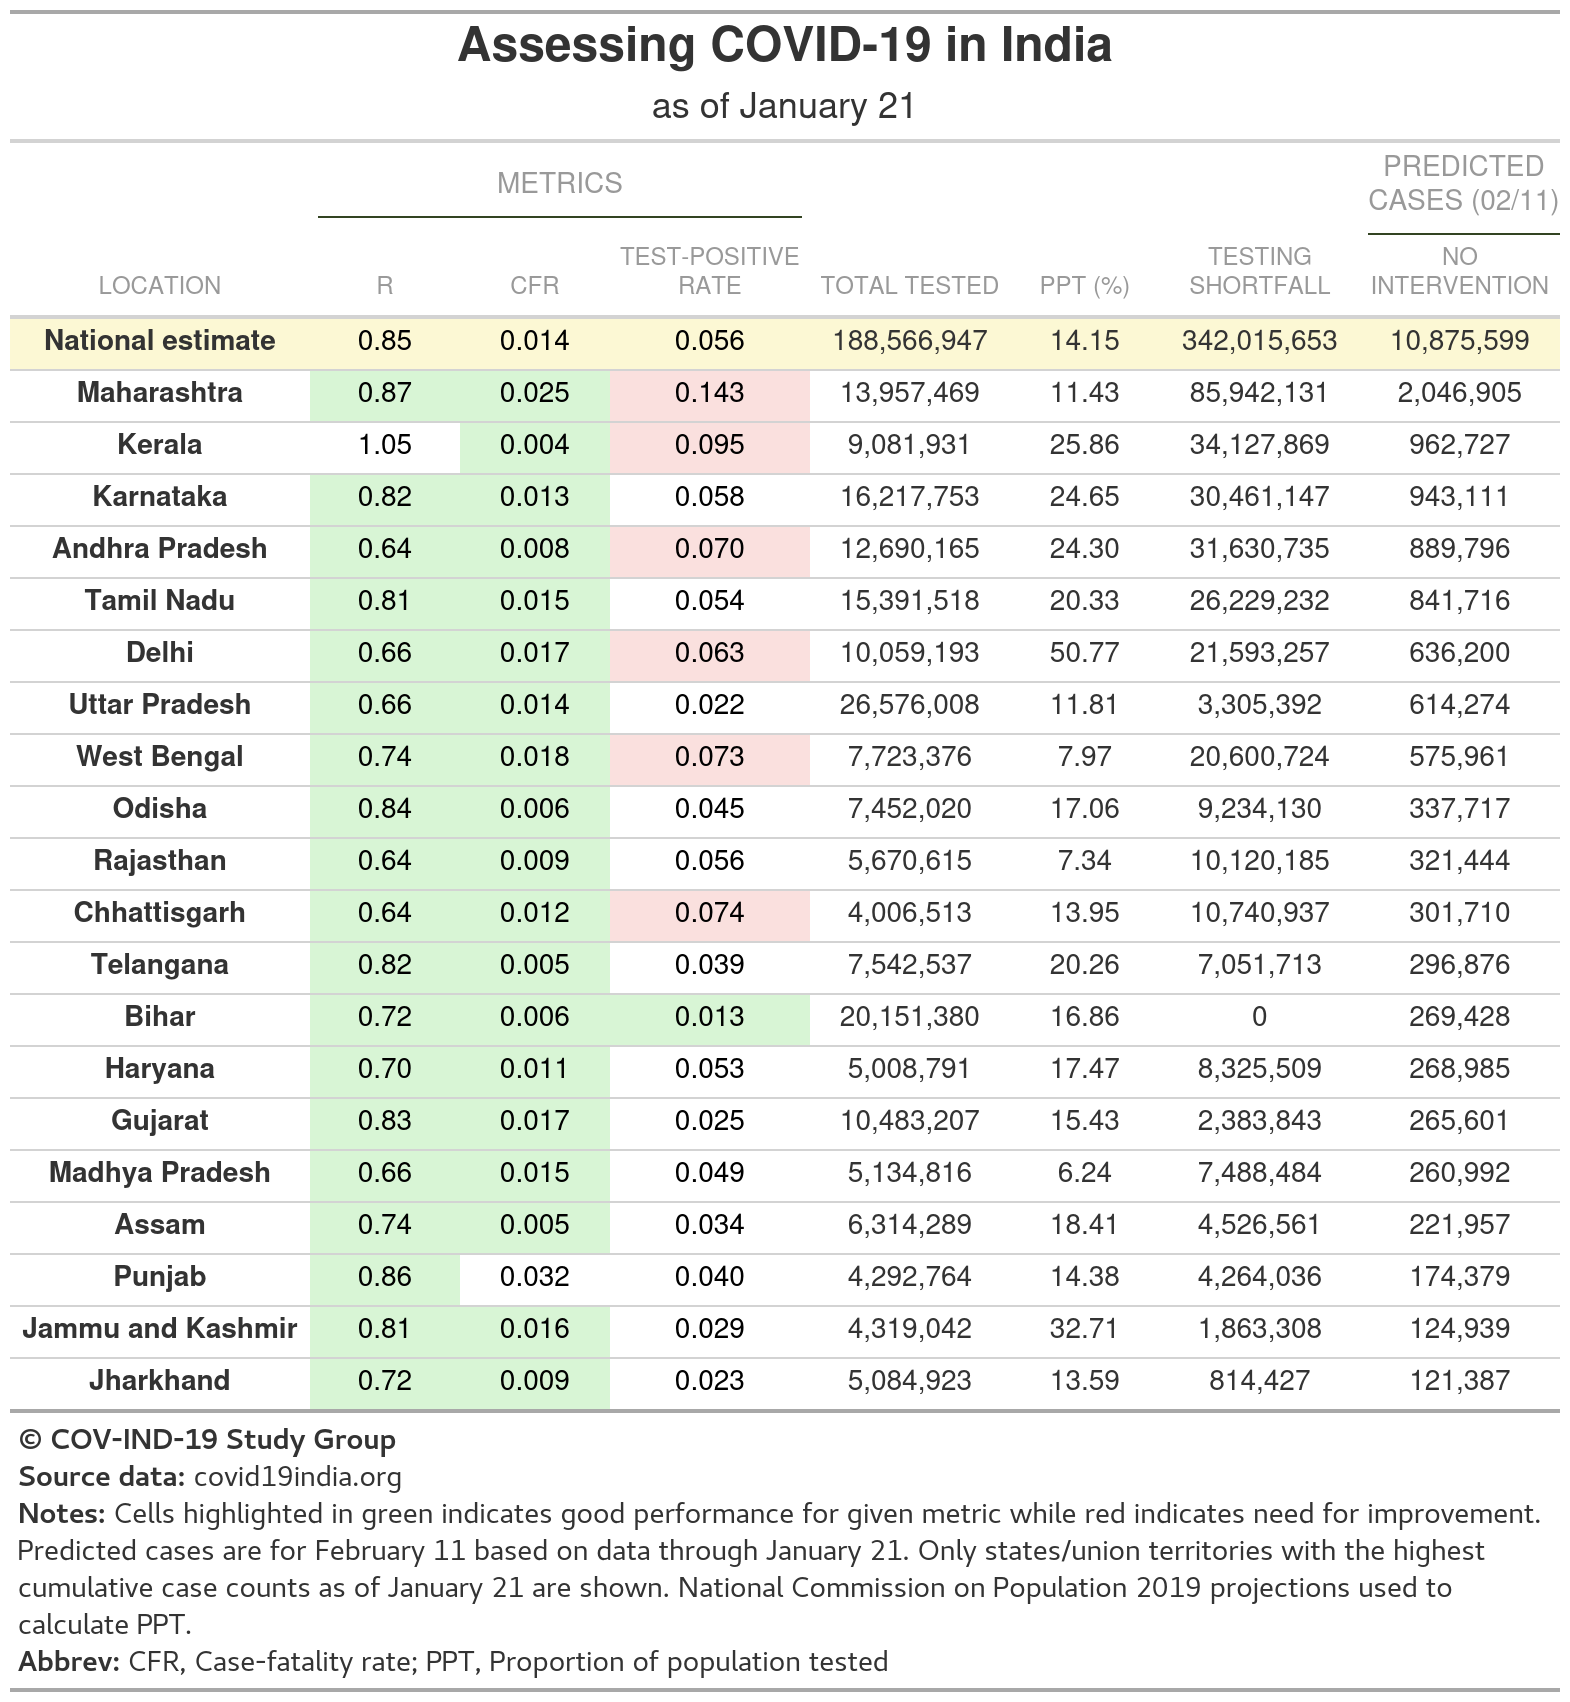 Assessing COVID-19 in India
as of January 21
METRICS
PREDICTED
CASES (02/11)
LOCATION R CFR TEST-POSITIVE RATE TOTAL TESTED PPT (%) TESTING SHORTFALL NO INTERVENTION
National estimate 0.85 0.014 0.056 188,566,947 14.15 342,015,653 10,875,599
Maharashtra 0.87 0.025 0.143 13,957,469 11.43 85,942,131 2,046,905
Kerala 1.05 0.004 0.095 9,081,931 25.86 34,127,869 962,727
Karnataka 0.82 0.013 0.058 16,217,753 24.65 30,461,147 943,111
Andhra Pradesh 0.64 0.008 0.070 12,690,165 24.30 31,630,735 889,796
Tamil Nadu 0.81 0.015 0.054 15,391,518 20.33 26,229,232 841,716
Delhi 0.66 0.017 0.063 10,059,193 50.77 21,593,257 636,200
Uttar Pradesh 0.66 0.014 0.022 26,576,008 11.81 3,305,392 614,274
West Bengal 0.74 0.018 0.073 7,723,376 7.97 20,600,724 575,961
Odisha 0.84 0.006 0.045 7,452,020 17.06 9,234,130 337,717
Rajasthan 0.64 0.009 0.056 5,670,615 7.34 10,120,185 321,444
Chhattisgarh 0.64 0.012 0.074 4,006,513 13.95 10,740,937 301,710
Telangana 0.82 0.005 0.039 7,542,537 20.26 7,051,713 296,876
Bihar 0.72 0.006 0.013 20,151,380 16.86 0 269,428
Haryana 0.70 0.011 0.053 5,008,791 17.47 8,325,509 268,985
Gujarat 0.83 0.017 0.025 10,483,207 15.43 2,383,843 265,601
Madhya Pradesh 0.66 0.015 0.049 5,134,816 6.24 7,488,484 260,992
Assam 0.74 0.005 0.034 6,314,289 18.41 4,526,561 221,957
Punjab 0.86 0.032 0.040 4,292,764 14.38 4,264,036 174,379
Jammu and Kashmir 0.81 0.016 0.029 4,319,042 32.71 1,863,308 124,939
Jharkhand 0.72 0.009 0.023 5,084,923 13.59 814,427 121,387
© COV-IND-19 Study Group
Source data: covid19india.org
Notes: Cells highlighted in green indicates good performance for given metric while red indicates need for improvement.
Predicted cases are for February 11 based on data through January 21. Only states/union territories with the highest
cumulative case counts as of January 21 are shown. National Commission on Population 2019 projections used to
calculate PPT.
Abbrev: CFR, Case-fatality rate; PPT, Proportion of population tested